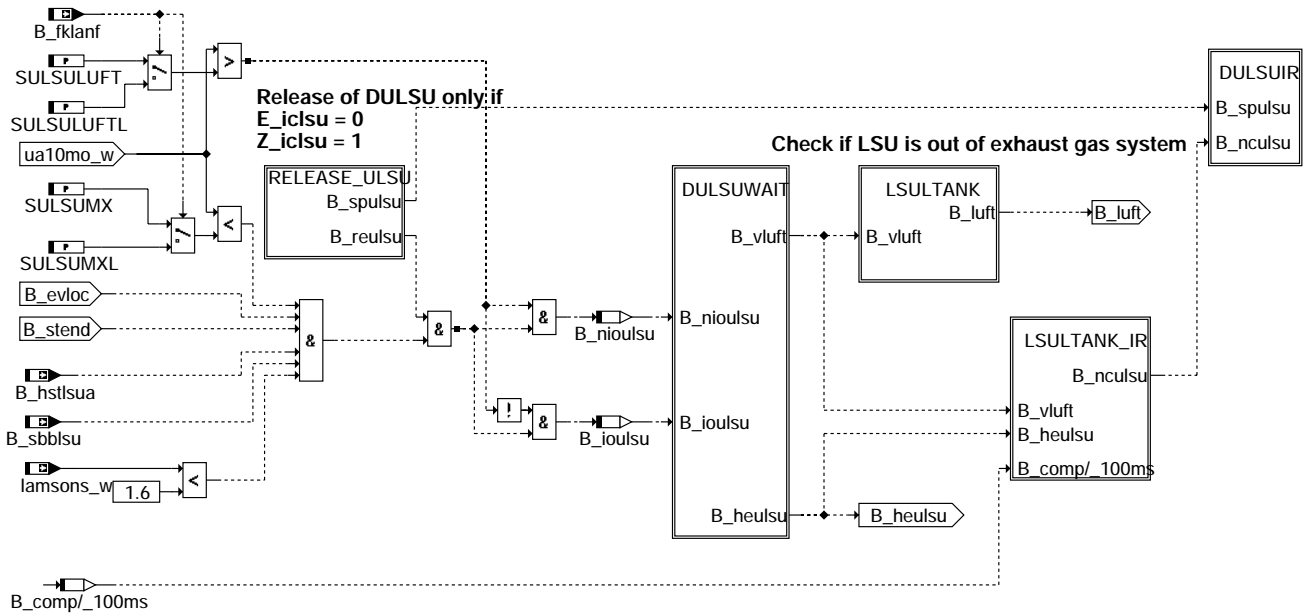 B_fklanf
P
SULSULUFT
P
SULSULUFTL
ua10mo_w
P
SULSUMX
P
SULSUMXL
B_evloc
B_stend
B_hstlsua
B_sbblsu
lamsons_w
1.6
B_comp/_100ms
>
<
<
Release of DULSU only if
E_iclsu = 0
Z_iclsu = 1
RELEASE_ULSU
B_spulsu
B_reulsu
&
&
&
!
&
B_nioulsu
B_ioulsu
DULSUWAIT
B_vluft
B_nioulsu
B_ioulsu
B_heulsu
Check if LSU is out of exhaust gas system
LSULTANK
B_luft
B_vluft
B_luft
B_heulsu
LSULTANK_IR
B_nculsu
B_vluft
B_heulsu
B_comp/_100ms
DULSUIR
B_spulsu
B_nculsu